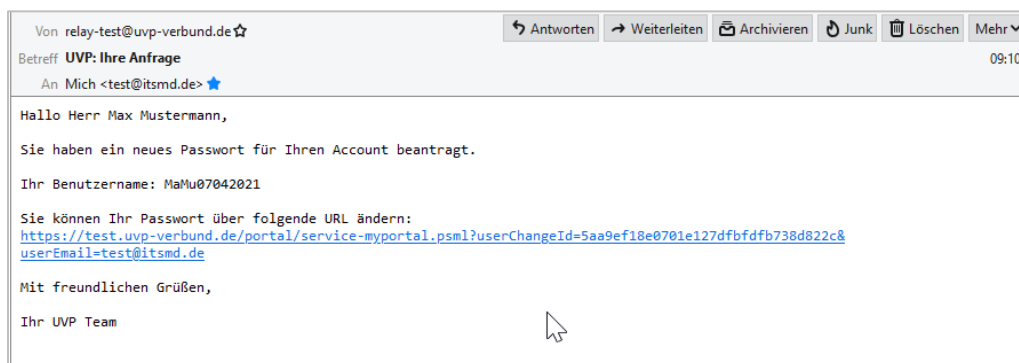 Von relay-test@uvp-verbund.de Antworten Weiterleiten Archivieren Junk Löschen Mehr
Betreff UVP: Ihre Anfrage 09:10
An Mich <test@itsmd.de>
Hallo Herr Max Mustermann,
Sie haben ein neues Passwort für Ihren Account beantragt.
Ihr Benutzername: MaMu07042021
Sie können Ihr Passwort über folgende URL ändern:
https://test.uvp-verbund.de/portal/service-myportal.psml?userChangeId=5aa9ef18e0701e127dfbfdfb738d822c&
userEmail=test@itsmd.de
Mit freundlichen Grüßen,
Ihr UVP Team